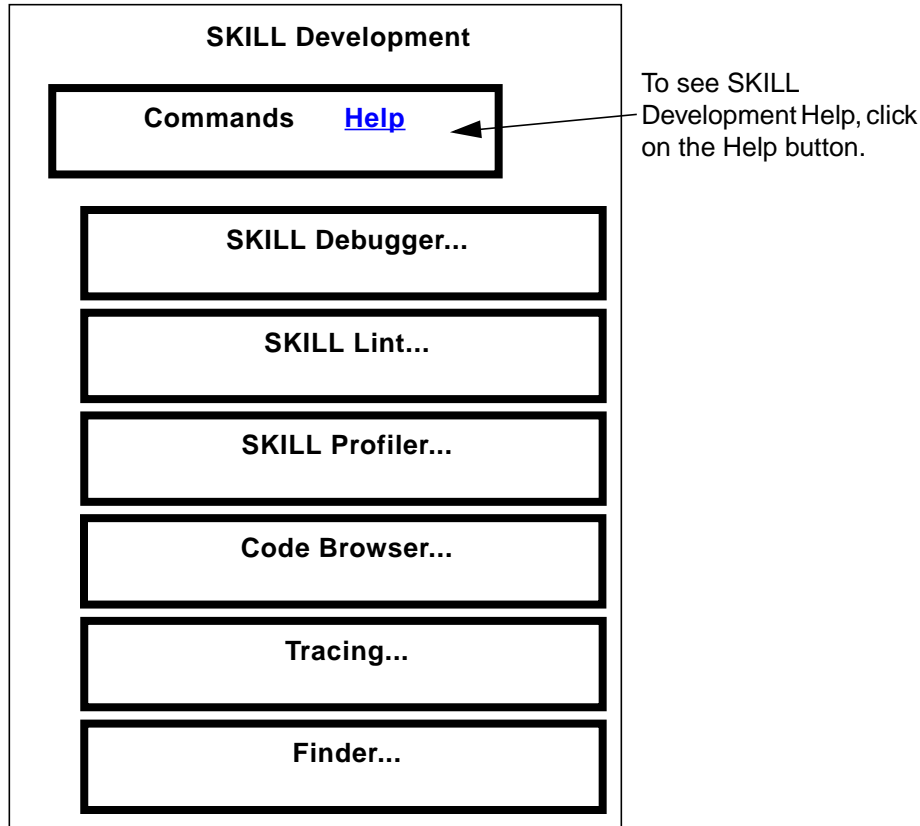 SKILL Development
Commands Help
To see SKILL
Development Help, click
on the Help button.
SKILL Debugger...
SKILL Lint...
SKILL Profiler...
Code Browser...
Tracing...
Finder...